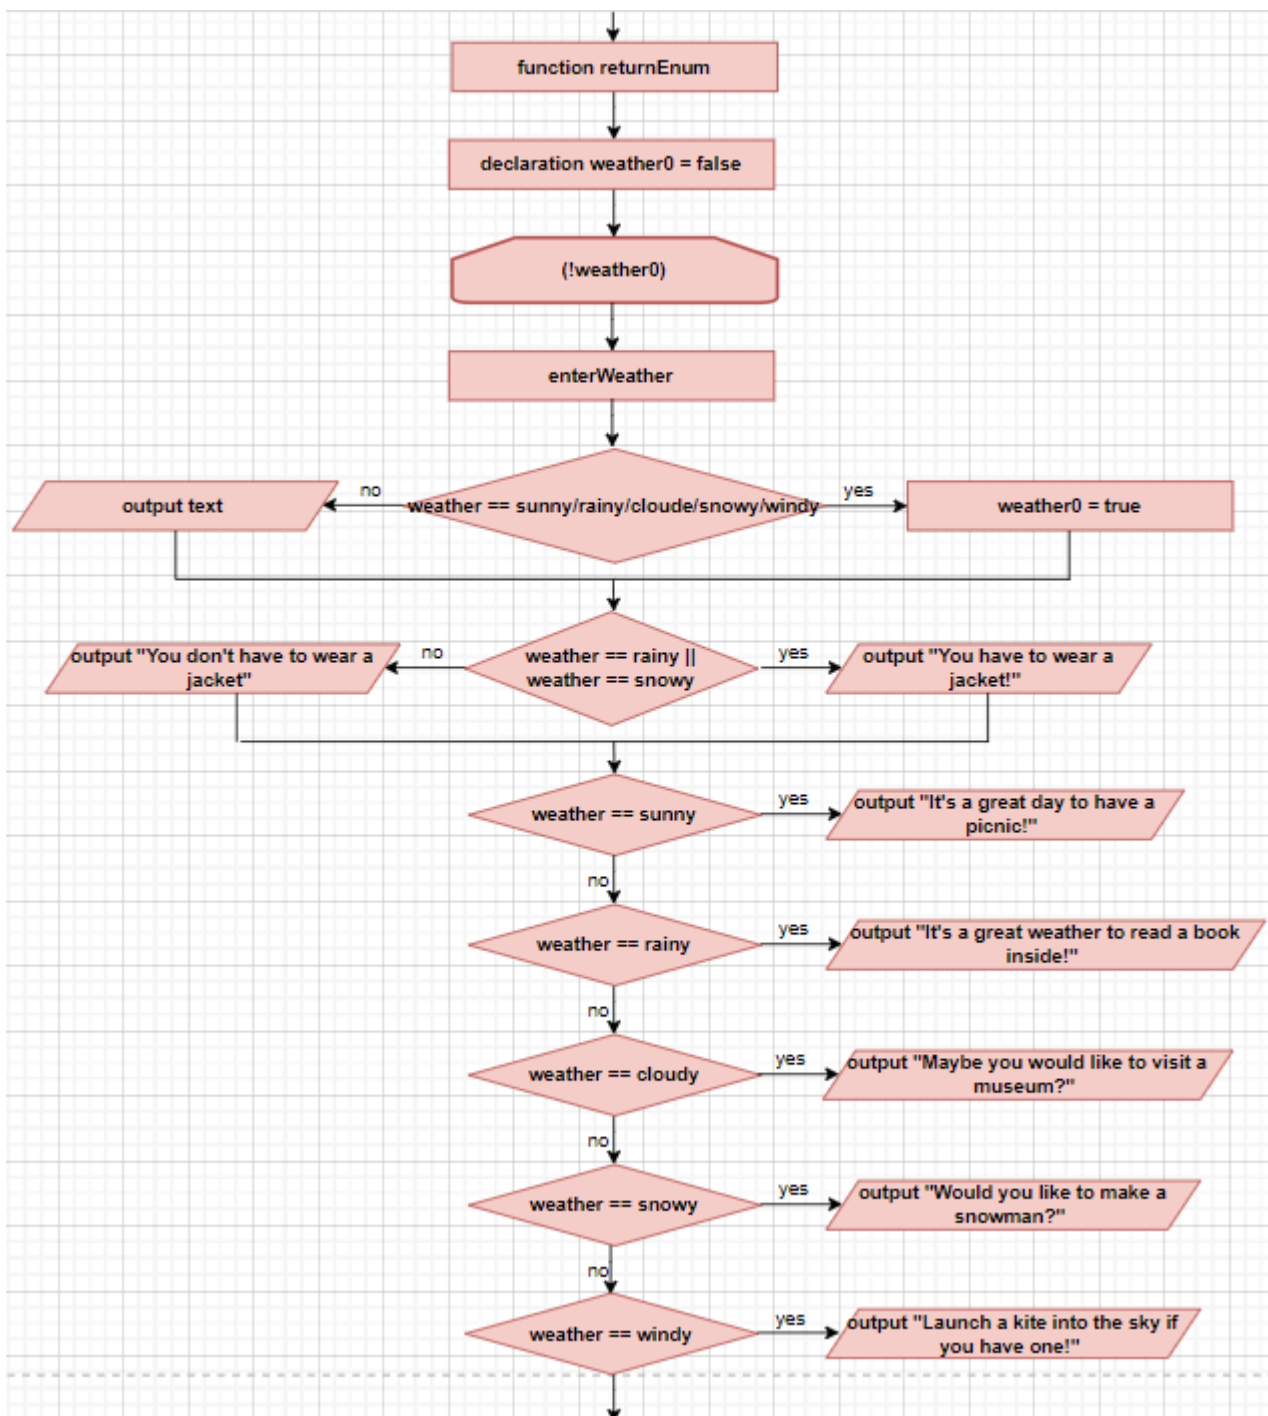 function returnEnum
declaration weather0 = false
(!weather0)
enterWeather
no
yes
output text
weather == sunny/rainy/cloude/snowy/windy
weather0 = true
output "You don't have to wear a
jacket"
no
weather == rainy ||
weather == snowy
yes
output "You have to wear a
jacket!"
weather == sunny
yes
output "It's a great day to have a
picnic!"
no
weather == rainy
yes
output "It's a great weather to read a book
inside!"
no
weather == cloudy
yes
output "Maybe you would like to visit a
museum?"
no
weather == snowy
yes
output "Would you like to make a
snowman?"
no
weather == windy
yes
output "Launch a kite into the sky if
you have one!"